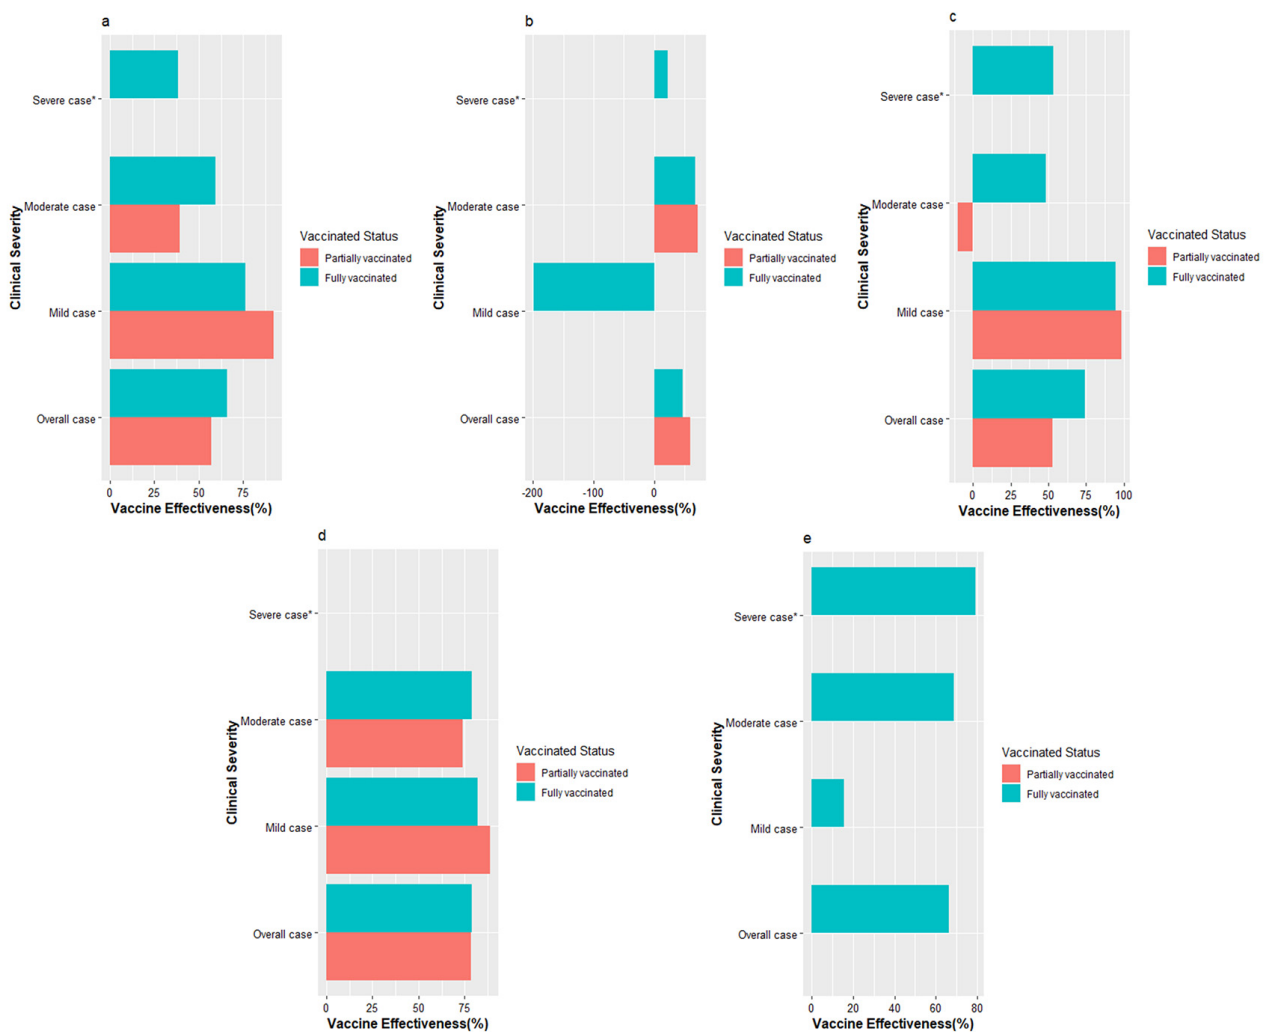 a
Clinical Severity
Severe case*
Moderate case
Mild case
Overall case
0 25 50 75
Vaccine Effectiveness(%)
Vaccinated Status
Partially vaccinated
Fully vaccinated
b
Clinical Severity
Severe case*
Moderate case
Mild case
Overall case
-200 -100 0
Vaccine Effectiveness(%)
Vaccinated Status
Partially vaccinated
Fully vaccinated
c
Clinical Severity
Severe case*
Moderate case
Mild case
Overall case
0 25 50 75 100
Vaccine Effectiveness(%)
Vaccinated Status
Partially vaccinated
Fully vaccinated
d
Clinical Severity
Severe case*
Moderate case
Mild case
Overall case
0 25 50 75
Vaccine Effectiveness(%)
Vaccinated Status
Partially vaccinated
Fully vaccinated
e
Clinical Severity
Severe case*
Moderate case
Mild case
Overall case
0 20 40 60 80
Vaccine Effectiveness(%)
Vaccinated Status
Partially vaccinated
Fully vaccinated